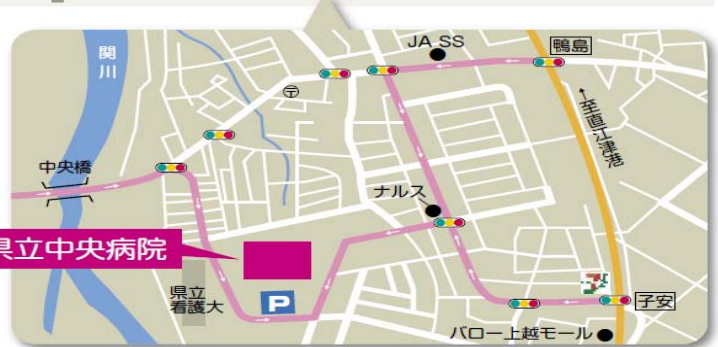 JA SS
鴨島
関川
〒
←至直江津港
中央橋
ナルス
県立中央病院
県立
看護大
P
子安
バロー上越モール